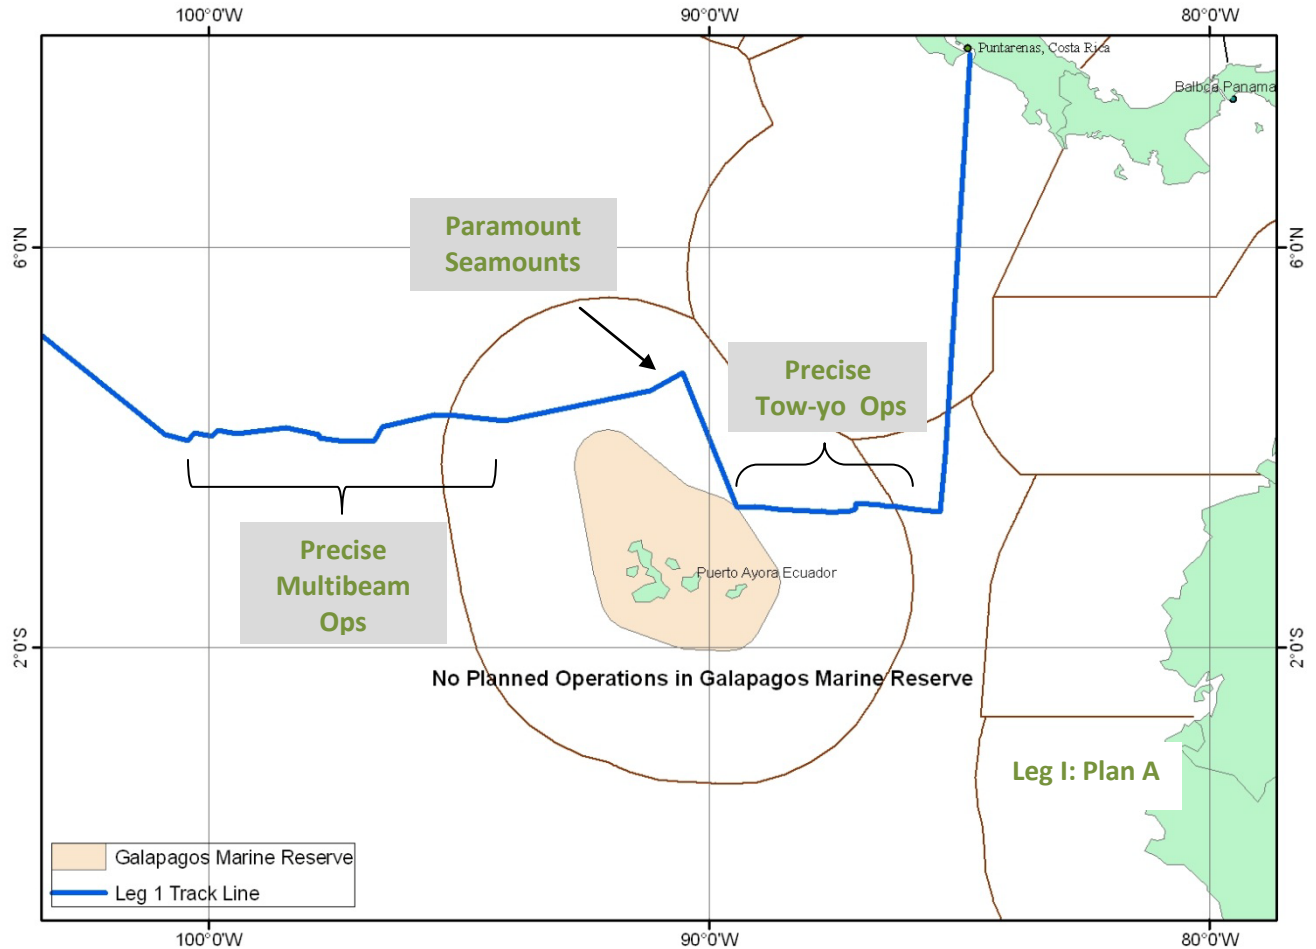 100°0'W
90°0'W
80°0'W
Puntarenas, Costa Rica
Balboa Panama
6°0'N
6°0'N
Paramount
Seamounts
Precise
Tow-yo Ops
Precise
Multibeam
Ops
Puerto Ayora Ecuador
2°0'S
2°0'S
No Planned Operations in Galapagos Marine Reserve
Leg I: Plan A
Galapagos Marine Reserve
Leg 1 Track Line
100°0'W
90°0'W
80°0'W